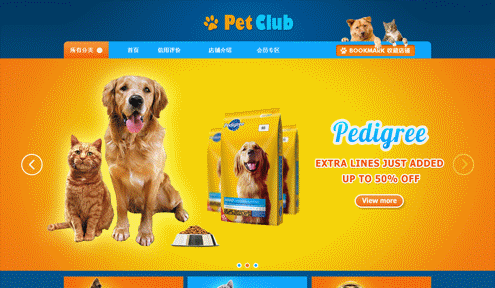 Pet Club
所有分类
首页
信用评价
店铺介绍
会员专区
BOOKMARK 收藏店铺
Pedigree
EXTRA LINES JUST ADDED
UP TO 50% OFF
View more
Pedigree